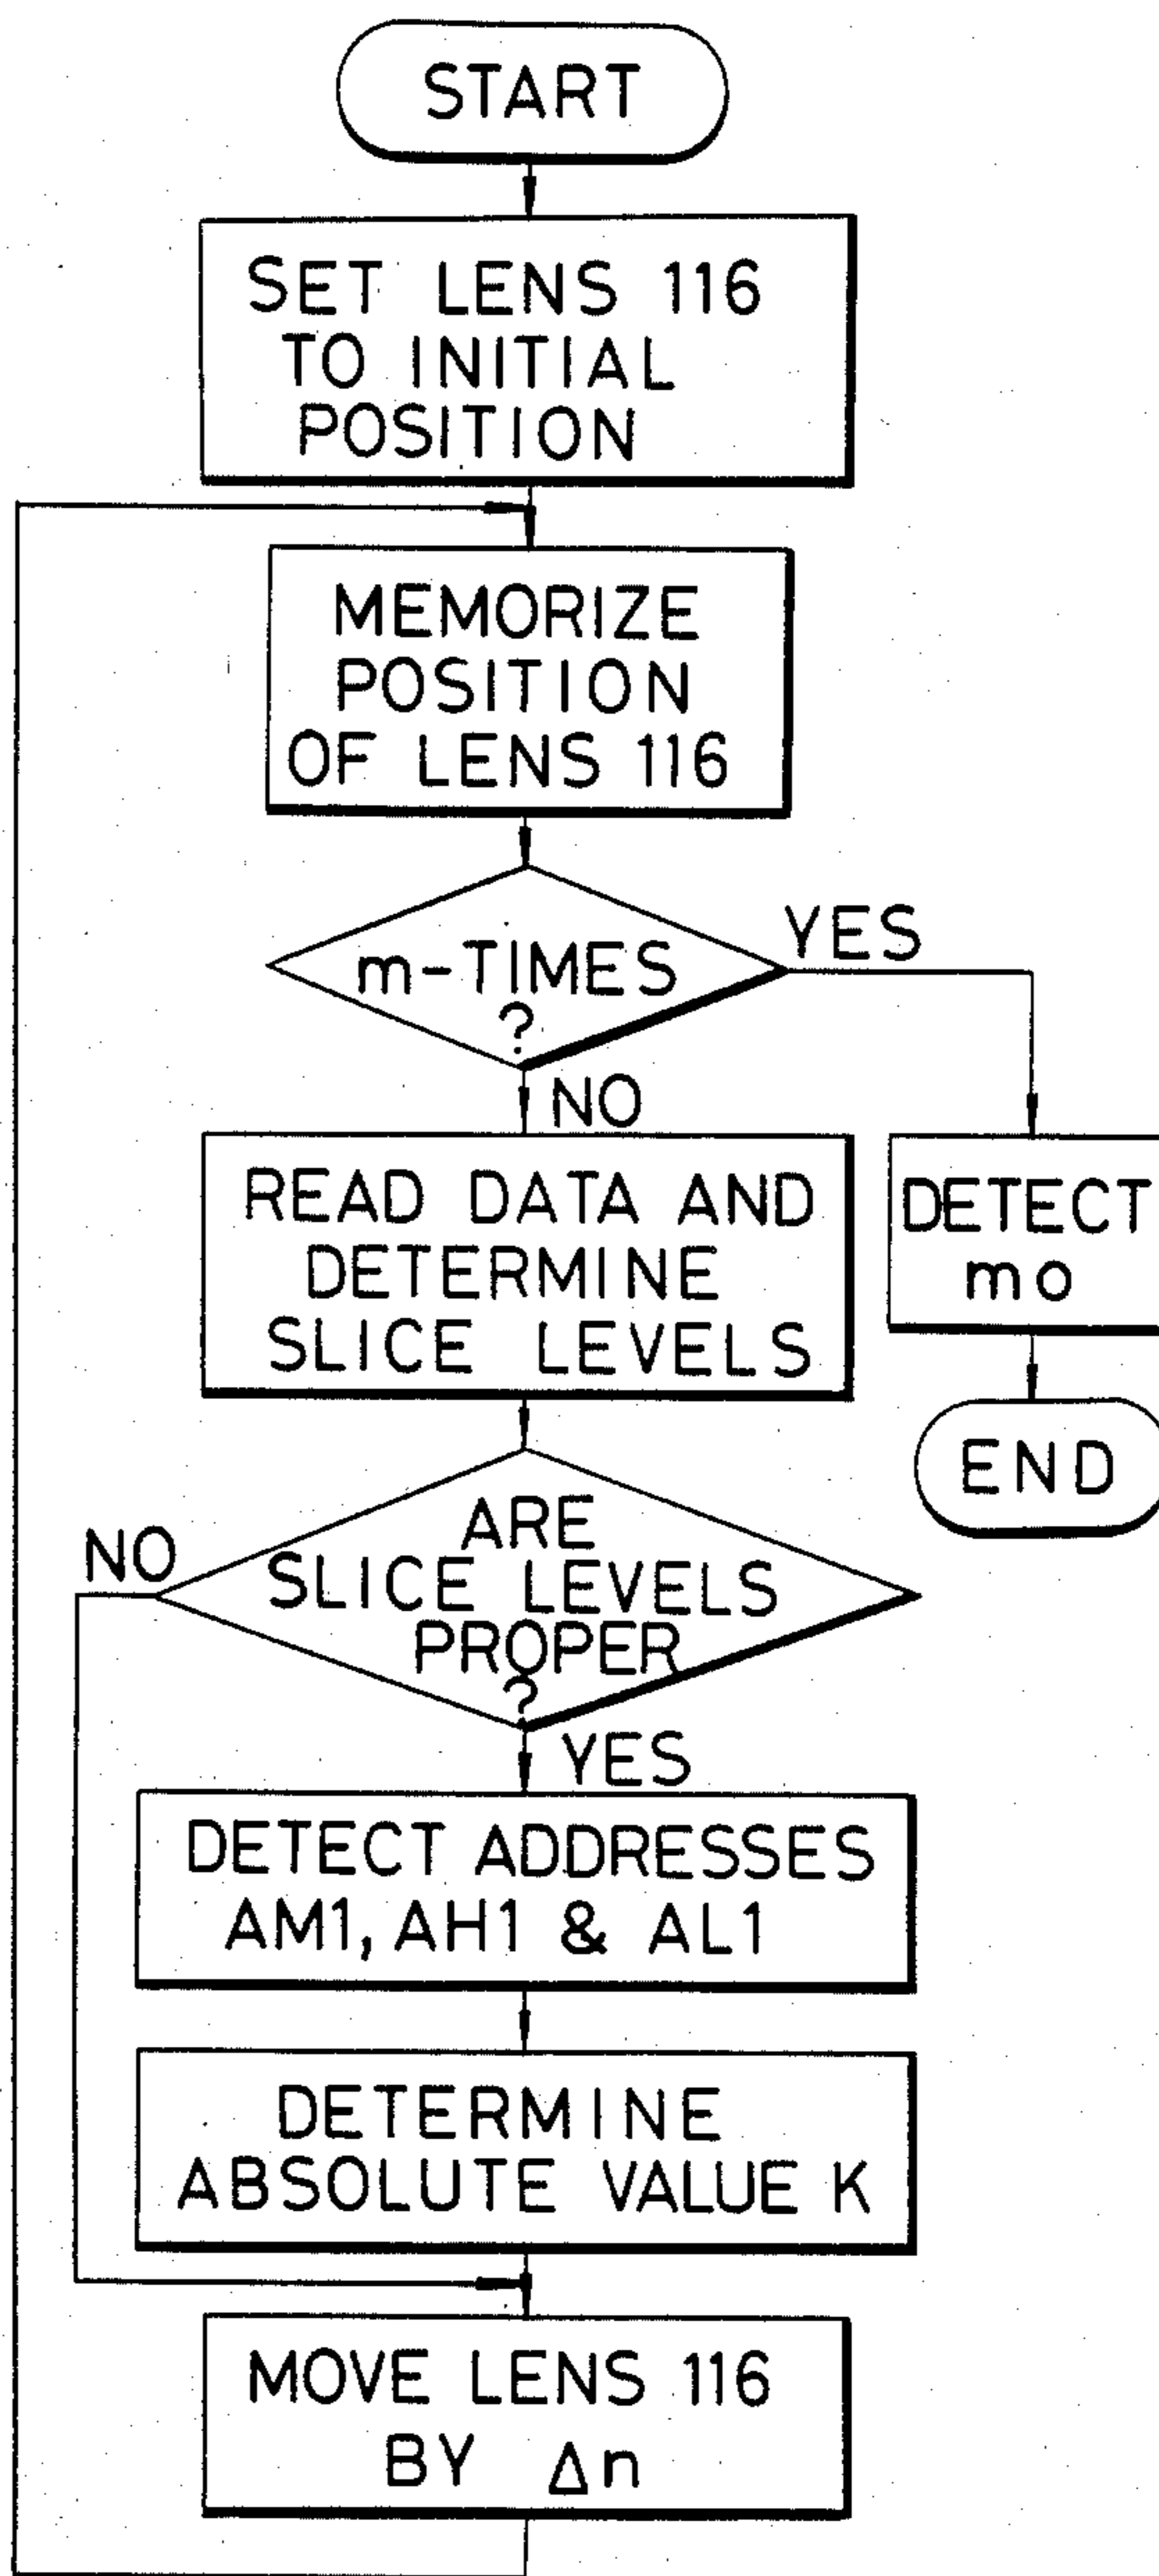 START
SET LENS 116
TO INITIAL
POSITION
MEMORIZE
POSITION
OF LENS 116
m-TIMES
?
YES
NO
READ DATA AND
DETERMINE
SLICE LEVELS
DETECT
mo
END
ARE
SLICE LEVELS
PROPER
?
NO
YES
DETECT ADDRESSES
AM1, AH1 & AL1
DETERMINE
ABSOLUTE VALUE K
MOVE LENS 116
BY Δn